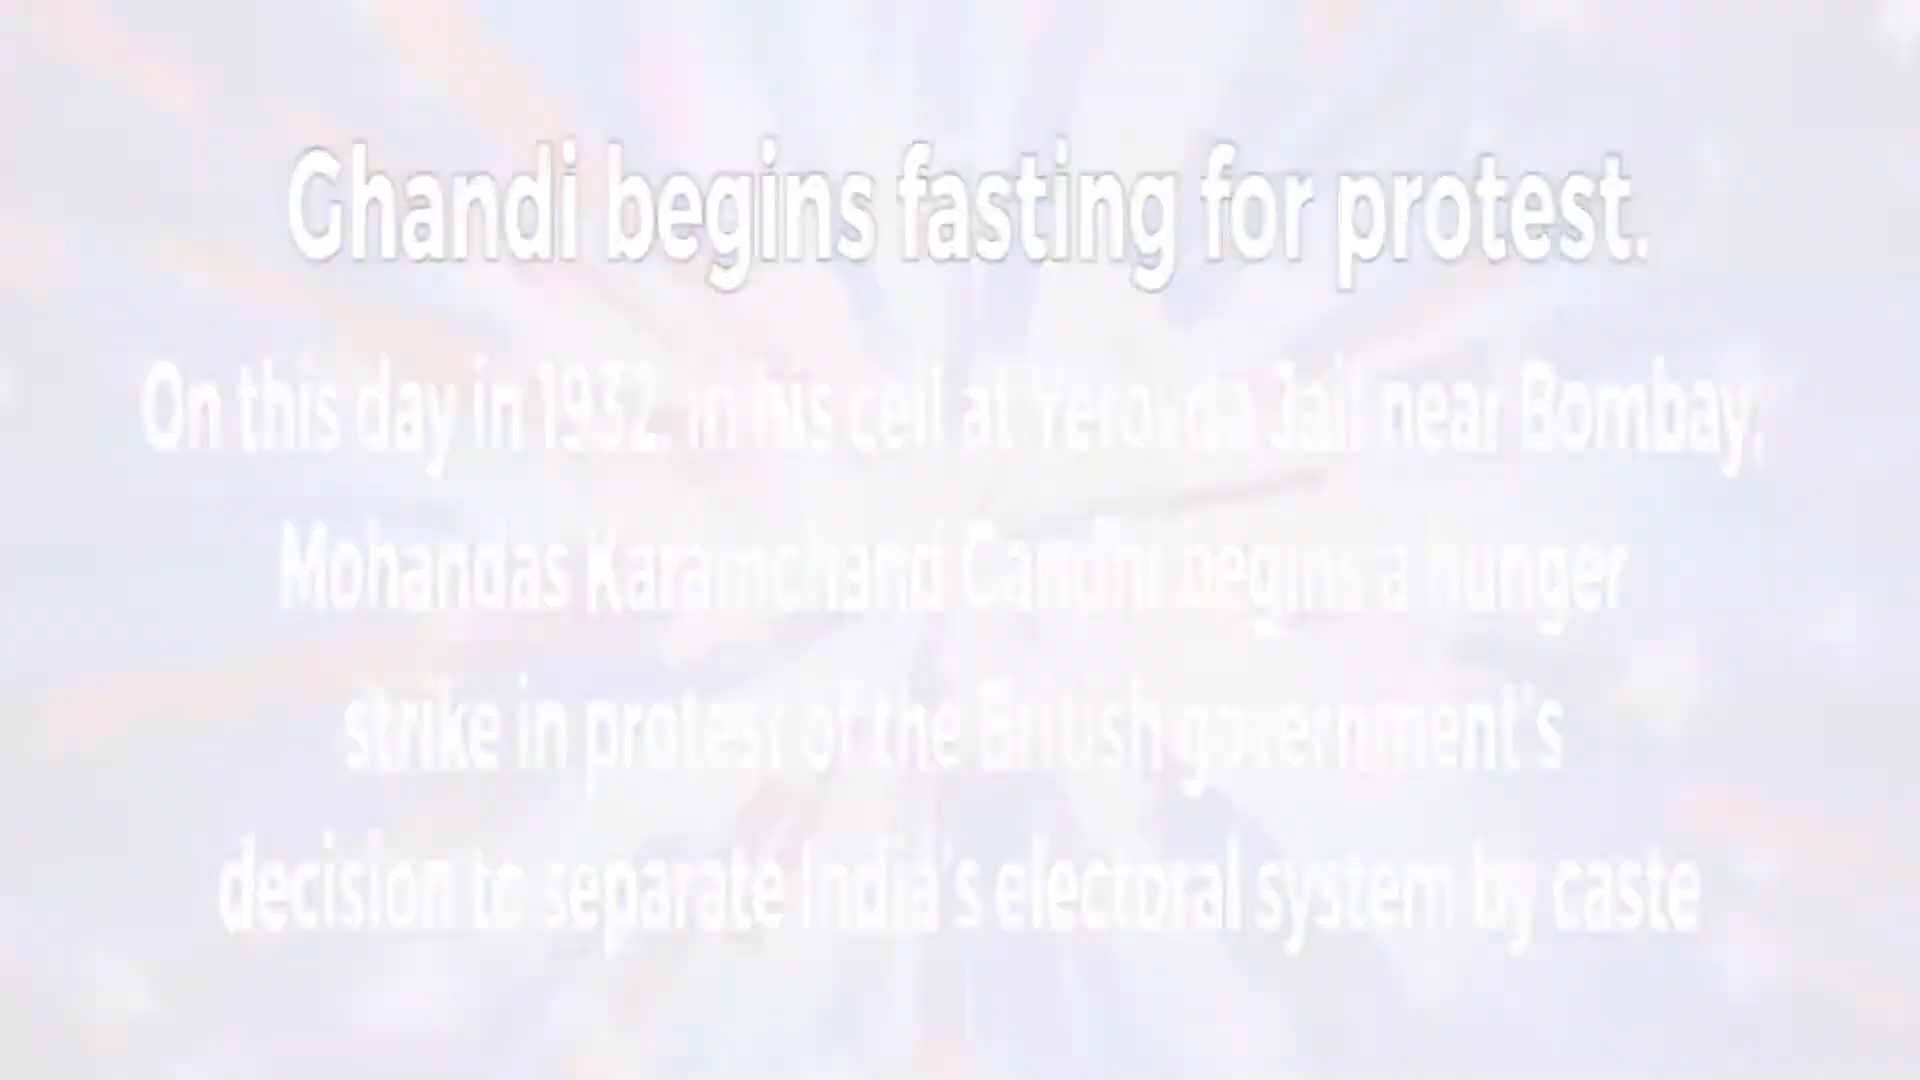 Ghandi begins fasting for protest.
On this day in 1932, in his cell at Yerovda Jail near Bombay,
Mohandas Karamchand Gandhi begins a hunger
strike in protest of the British government's
decision to separate India's electoral system by caste